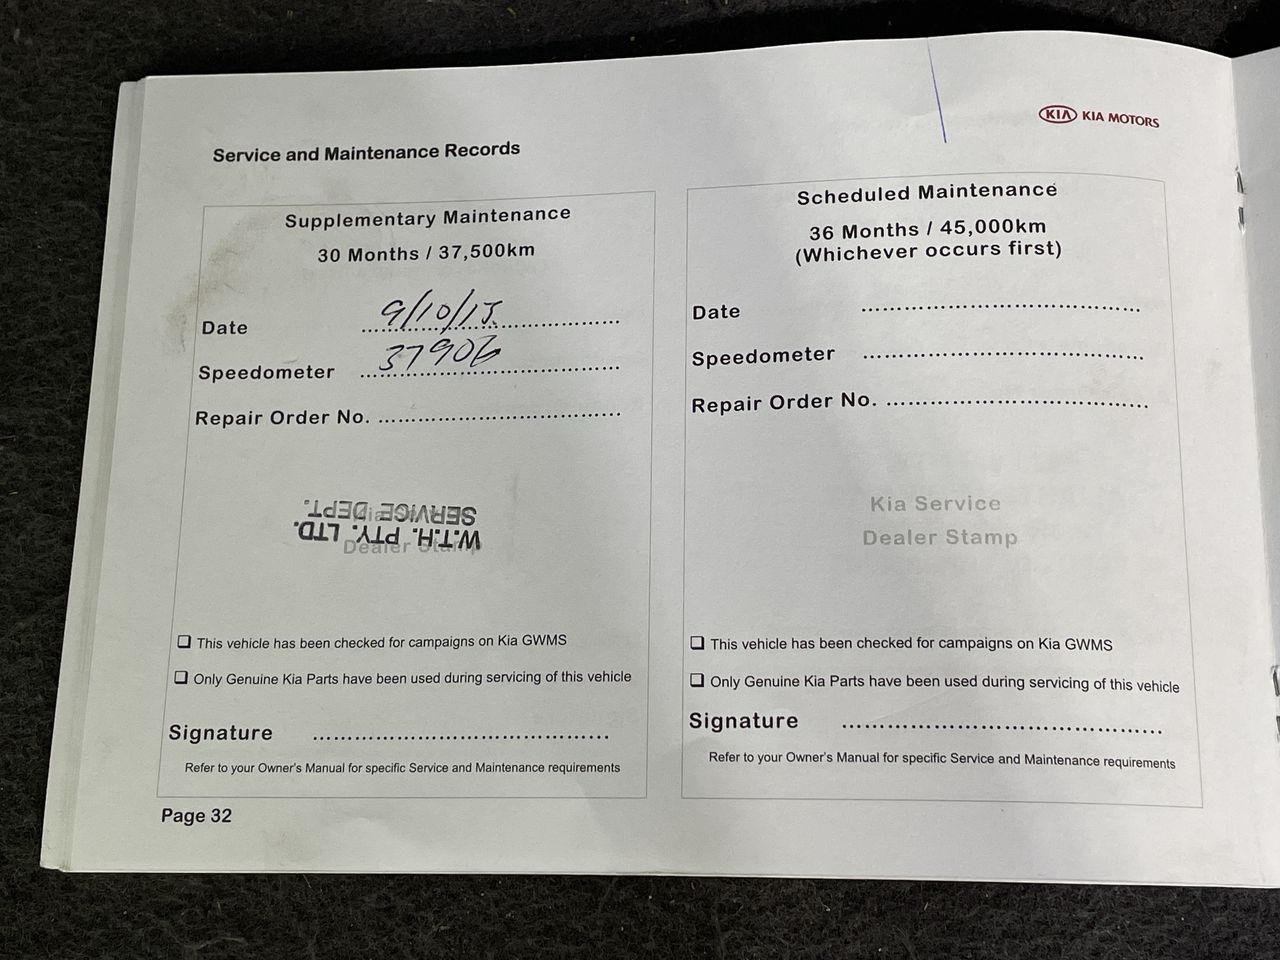 KIA KIA MOTORS
Service and Maintenance Records
Supplementary Maintenance
30 Months / 37,500km
Date 9/10/15.
Speedometer 37906
Repair Order No.
Kia Service
Dealer Stamp
W.T.H. PTY. LTD.
SERVICE DEPT.
❑ This vehicle has been checked for campaigns on Kia GWMS
❑ Only Genuine Kia Parts have been used during servicing of this vehicle
Signature
Refer to your Owner's Manual for specific Service and Maintenance requirements
Page 32
Scheduled Maintenance
36 Months / 45,000km
(Whichever occurs first)
Date
Speedometer
Repair Order No.
Kia Service
Dealer Stamp
❑ This vehicle has been checked for campaigns on Kia GWMS
❑ Only Genuine Kia Parts have been used during servicing of this vehicle
Signature
Refer to your Owner's Manual for specific Service and Maintenance requirements